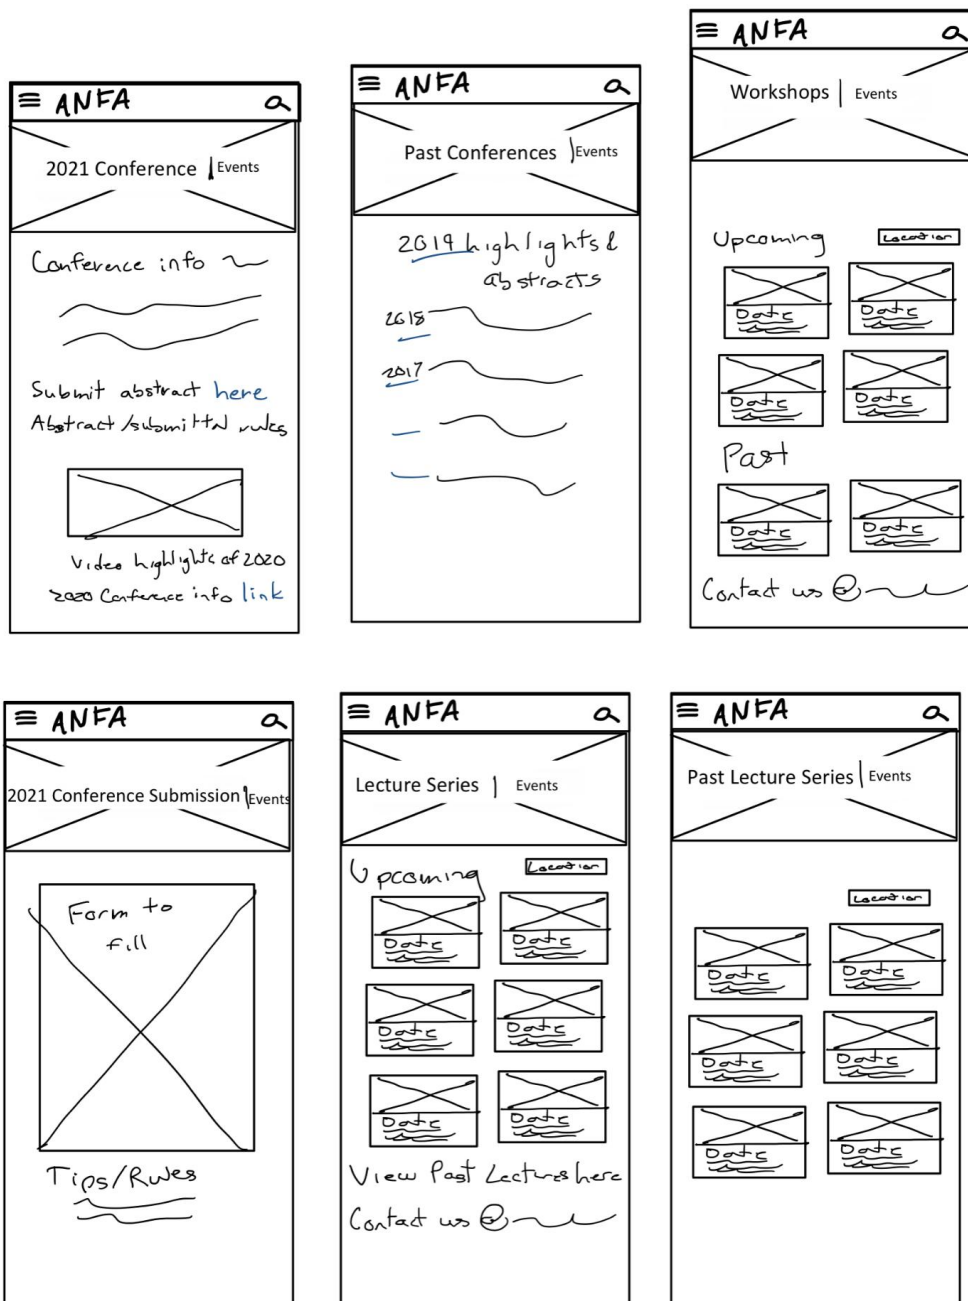 ANFA
2021 Conference | Events
Conference info
Submit abstract here
Abstract/submittal rules
Video highlights of 2020
2020 Conference info link
ANFA
Past Conferences | Events
2019 highlights &
abstracts
2018
2017
ANFA
Workshops | Events
Upcoming
Location
Date
Date
Date
Date
Past
Date
Date
Contact us @
ANFA
2021 Conference Submission | Events
Form to
fill
Tips/Rules
ANFA
Lecture Series | Events
Upcoming
Location
Date
Date
Date
Date
Date
Date
View Past Lectures here
Contact us @
ANFA
Past Lecture Series | Events
Location
Date
Date
Date
Date
Date
Date